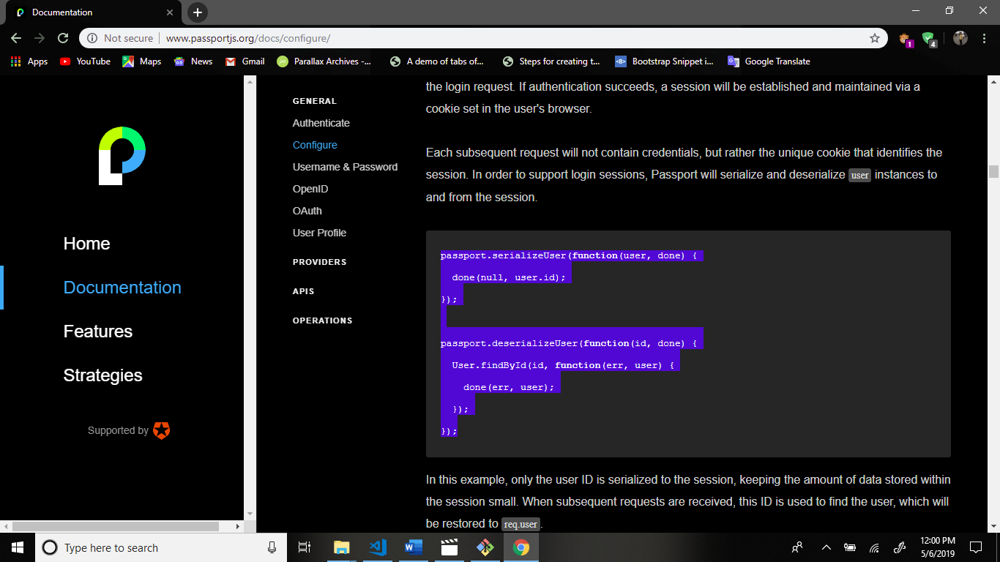 Documentation
Not secure www.passportjs.org/docs/configure/
1
4
Apps YouTube Maps News Gmail Parallax Archives -... A demo of tabs of... Steps for creating t... Bootstrap Snippet i... Google Translate
Home
Documentation
Features
Strategies
Supported by
GENERAL
Authenticate
Configure
Username & Password
OpenID
OAuth
User Profile
PROVIDERS
APIS
OPERATIONS
the login request. If authentication succeeds, a session will be established and maintained via a
cookie set in the user's browser.
Each subsequent request will not contain credentials, but rather the unique cookie that identifies the
session. In order to support login sessions, Passport will serialize and deserialize user instances to
and from the session.
passport.serializeUser(function(user, done) {
done(null, user.id);
});
passport.deserializeUser(function(id, done) {
User.findById(id, function(err, user) {
done(err, user);
});
});
In this example, only the user ID is serialized to the session, keeping the amount of data stored within
the session small. When subsequent requests are received, this ID is used to find the user, which will
be restored to req.user.
Type here to search
12:00 PM
5/6/2019